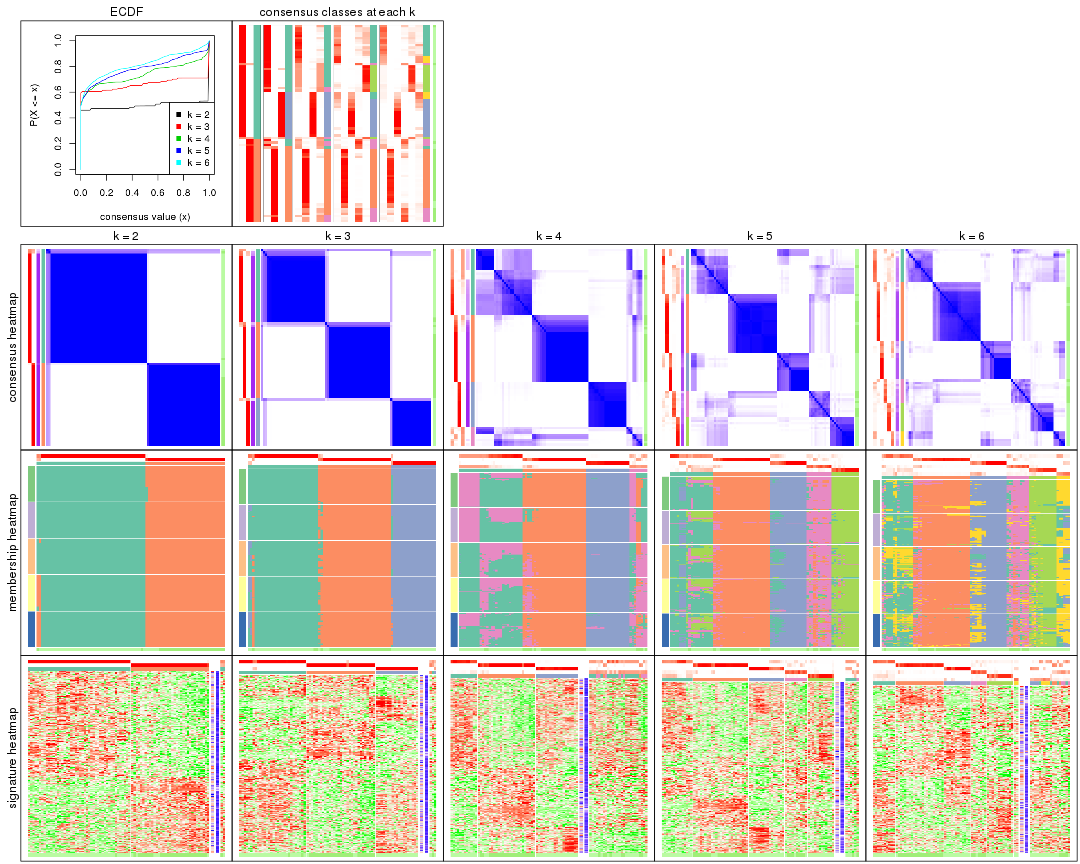 ECDF
consensus classes at each k
P(X <= x)
0.0 0.2 0.4 0.6 0.8 1.0
k = 2
k = 3
k = 4
k = 5
k = 6
0.0 0.2 0.4 0.6 0.8 1.0
consensus value (x)
k = 2 k = 3 k = 4 k = 5 k = 6
consensus heatmap
membership heatmap
signature heatmap